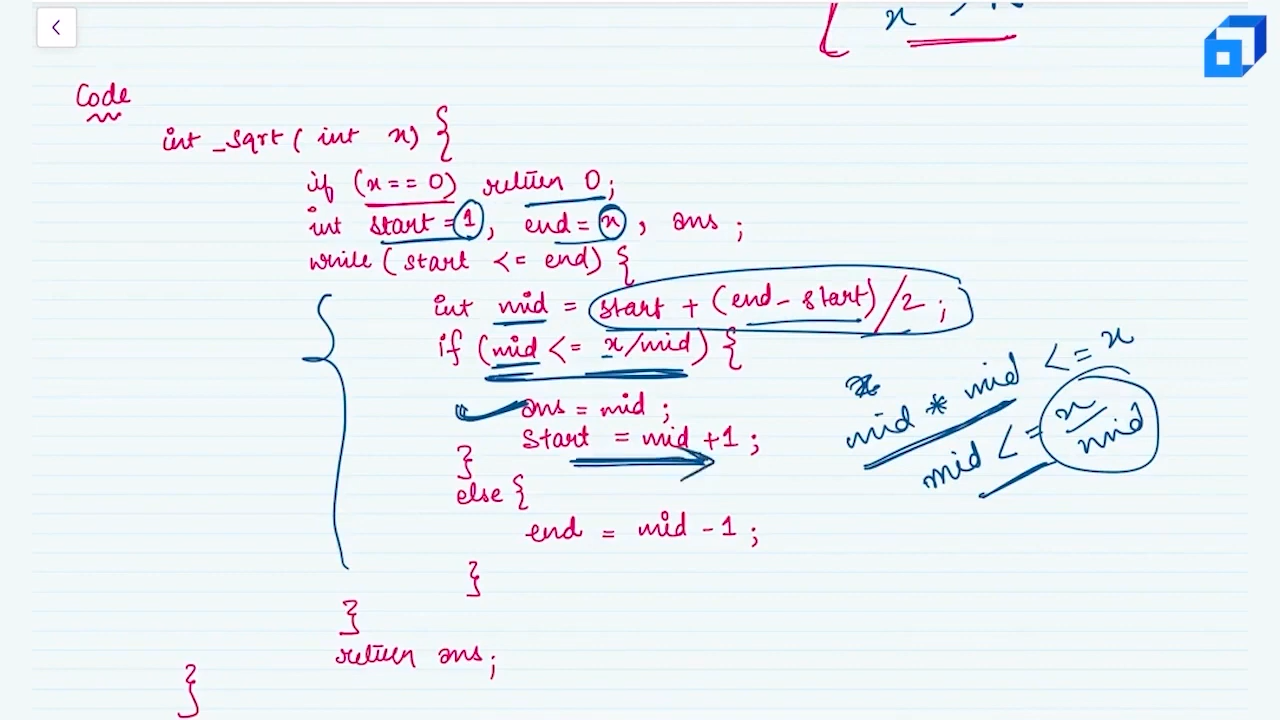 x
Code
int _sqrt( int x) {
if (x == 0) return 0;
int start = 1, end = x, ans ;
while ( start <= end) {
int mid = start + (end - start) / 2 ;
if (mid <= x/mid) {
ans = mid ;
start = mid + 1 ;
}
else {
end = mid - 1 ;
}
}
return ans;
}
mid * mid <= x
mid <= x/mid